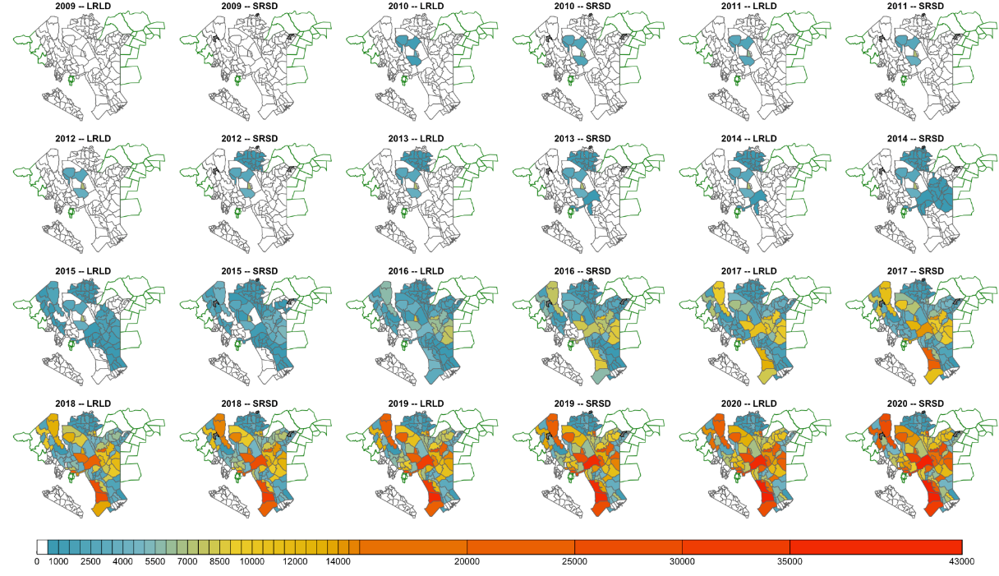 2009 -- LRLD 2009 -- SRSD 2010 -- LRLD 2010 -- SRSD 2011 -- LRLD 2011 -- SRSD
2012 -- LRLD 2012 -- SRSD 2013 -- LRLD 2013 -- SRSD 2014 -- LRLD 2014 -- SRSD
2015 -- LRLD 2015 -- SRSD 2016 -- LRLD 2016 -- SRSD 2017 -- LRLD 2017 -- SRSD
2018 -- LRLD 2018 -- SRSD 2019 -- LRLD 2019 -- SRSD 2020 -- LRLD 2020 -- SRSD
0 1000 2500 4000 5500 7000 8500 10000 12000 14000 20000 25000 30000 35000 43000